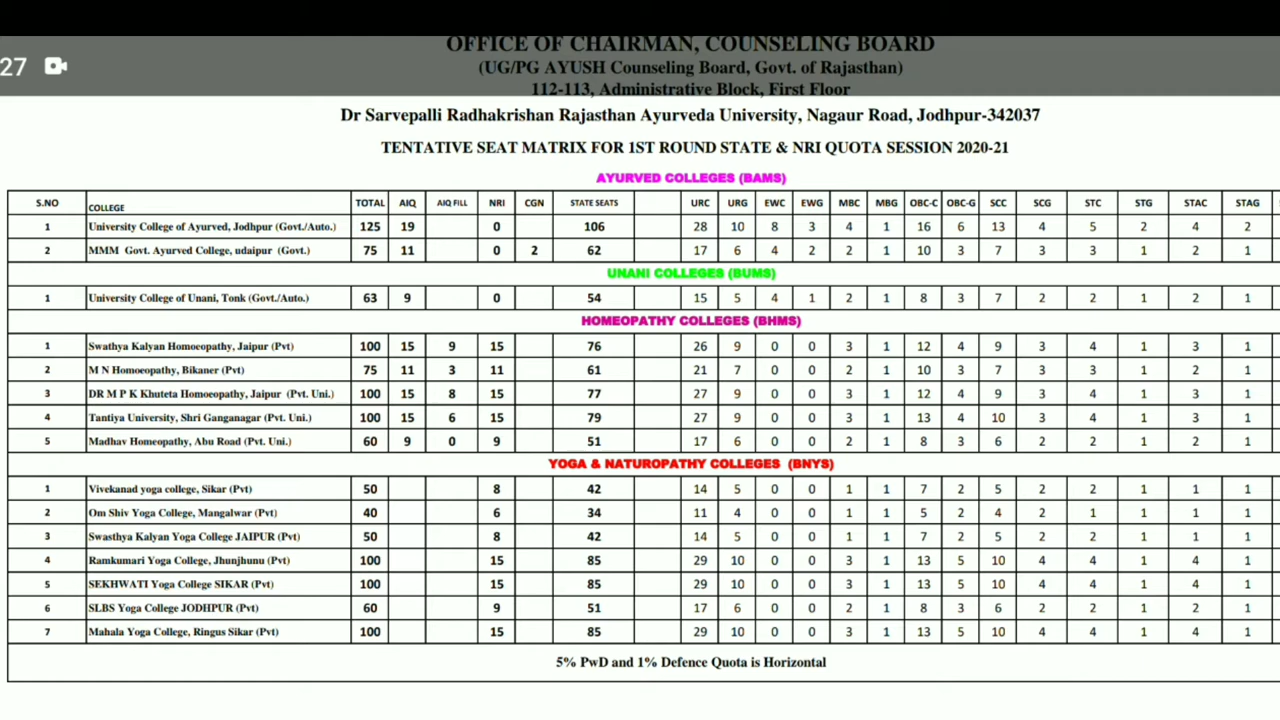 OFFICE OF CHAIRMAN, COUNSELING BOARD
27 (UG/PG AYUSH Counseling Board, Govt. of Rajasthan)
112-113, Administrative Block, First Floor
Dr Sarvepalli Radhakrishan Rajasthan Ayurveda University, Nagaur Road, Jodhpur-342037
TENTATIVE SEAT MATRIX FOR 1ST ROUND STATE & NRI QUOTA SESSION 2020-21
AYURVED COLLEGES (BAMS)
S.NO COLLEGE TOTAL AIQ AIQ FILL NRI CGN STATE SEATS URC URG EWC EWG MBC MBG OBC-C OBC-G SCC SCG STC STG STAC STAG
1 University College of Ayurved, Jodhpur (Govt./Auto.) 125 19 0 106 28 10 8 3 4 1 16 6 13 4 5 2 4 2
2 MMM Govt. Ayurved College, udaipur (Govt.) 75 11 0 2 62 17 6 4 2 2 1 10 3 7 3 3 1 2 1
UNANI COLLEGES (BUMS)
1 University College of Unani, Tonk (Govt./Auto.) 63 9 0 54 15 5 4 1 2 1 8 3 7 2 2 1 2 1
HOMEOPATHY COLLEGES (BHMS)
1 Swathya Kalyan Homoeopathy, Jaipur (Pvt) 100 15 9 15 76 26 9 0 0 3 1 12 4 9 3 4 1 3 1
2 M N Homoeopathy, Bikaner (Pvt) 75 11 3 11 61 21 7 0 0 2 1 10 3 7 3 3 1 2 1
3 DR M P K Khuteta Homoeopathy, Jaipur (Pvt. Uni.) 100 15 8 15 77 27 9 0 0 3 1 12 4 9 3 4 1 3 1
4 Tantiya University, Shri Ganganagar (Pvt. Uni.) 100 15 6 15 79 27 9 0 0 3 1 13 4 10 3 4 1 3 1
5 Madhav Homeopathy, Abu Road (Pvt. Uni.) 60 9 0 9 51 17 6 0 0 2 1 8 3 6 2 2 1 2 1
YOGA & NATUROPATHY COLLEGES (BNYS)
1 Vivekanad yoga college, Sikar (Pvt) 50 8 42 14 5 0 0 1 1 7 2 5 2 2 1 1 1
2 Om Shiv Yoga College, Mangalwar (Pvt) 40 6 34 11 4 0 0 1 1 5 2 4 2 1 1 1 1
3 Swasthya Kalyan Yoga College JAIPUR (Pvt) 50 8 42 14 5 0 0 1 1 7 2 5 2 2 1 1 1
4 Ramkumari Yoga College, Jhunjhunu (Pvt) 100 15 85 29 10 0 0 3 1 13 5 10 4 4 1 4 1
5 SEKHWATI Yoga College SIKAR (Pvt) 100 15 85 29 10 0 0 3 1 13 5 10 4 4 1 4 1
6 SLBS Yoga College JODHPUR (Pvt) 60 9 51 17 6 0 0 2 1 8 3 6 2 2 1 2 1
7 Mahala Yoga College, Ringus Sikar (Pvt) 100 15 85 29 10 0 0 3 1 13 5 10 4 4 1 4 1
5% PwD and 1% Defence Quota is Horizontal